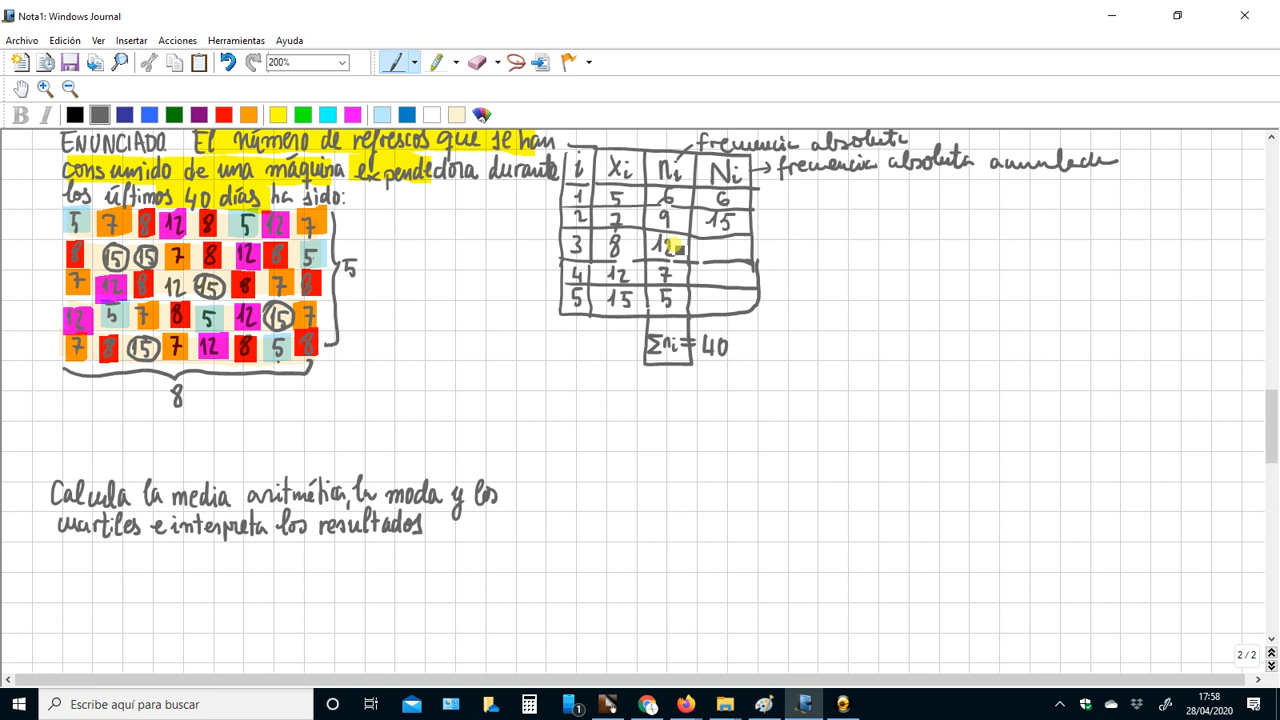 Nota1: Windows Journal
Archivo Edición Ver Insertar Acciones Herramientas Ayuda
200%
B I
ENUNCIADO. El número de refrescos que se han
consumido de una máquina expendedora durante
los últimos 40 días ha sido:
5 7 8 12 8 5 12 7
8 15 15 7 8 12 8 5
7 12 8 12 15 8 7 8
12 5 7 8 5 12 15 7
7 8 15 7 12 8 5 8
5
8
frecuencia absoluta
frecuencia absoluta acumulada
i Xi ni Ni
1 5 6 6
2 7 9 15
3 8 12
4 12 7
5 15 5
Σni = 40
Calcula la media aritmética, la moda y los
cuartiles e interpreta los resultados
2 / 2
Escribe aquí para buscar
1
17:58
28/04/2020